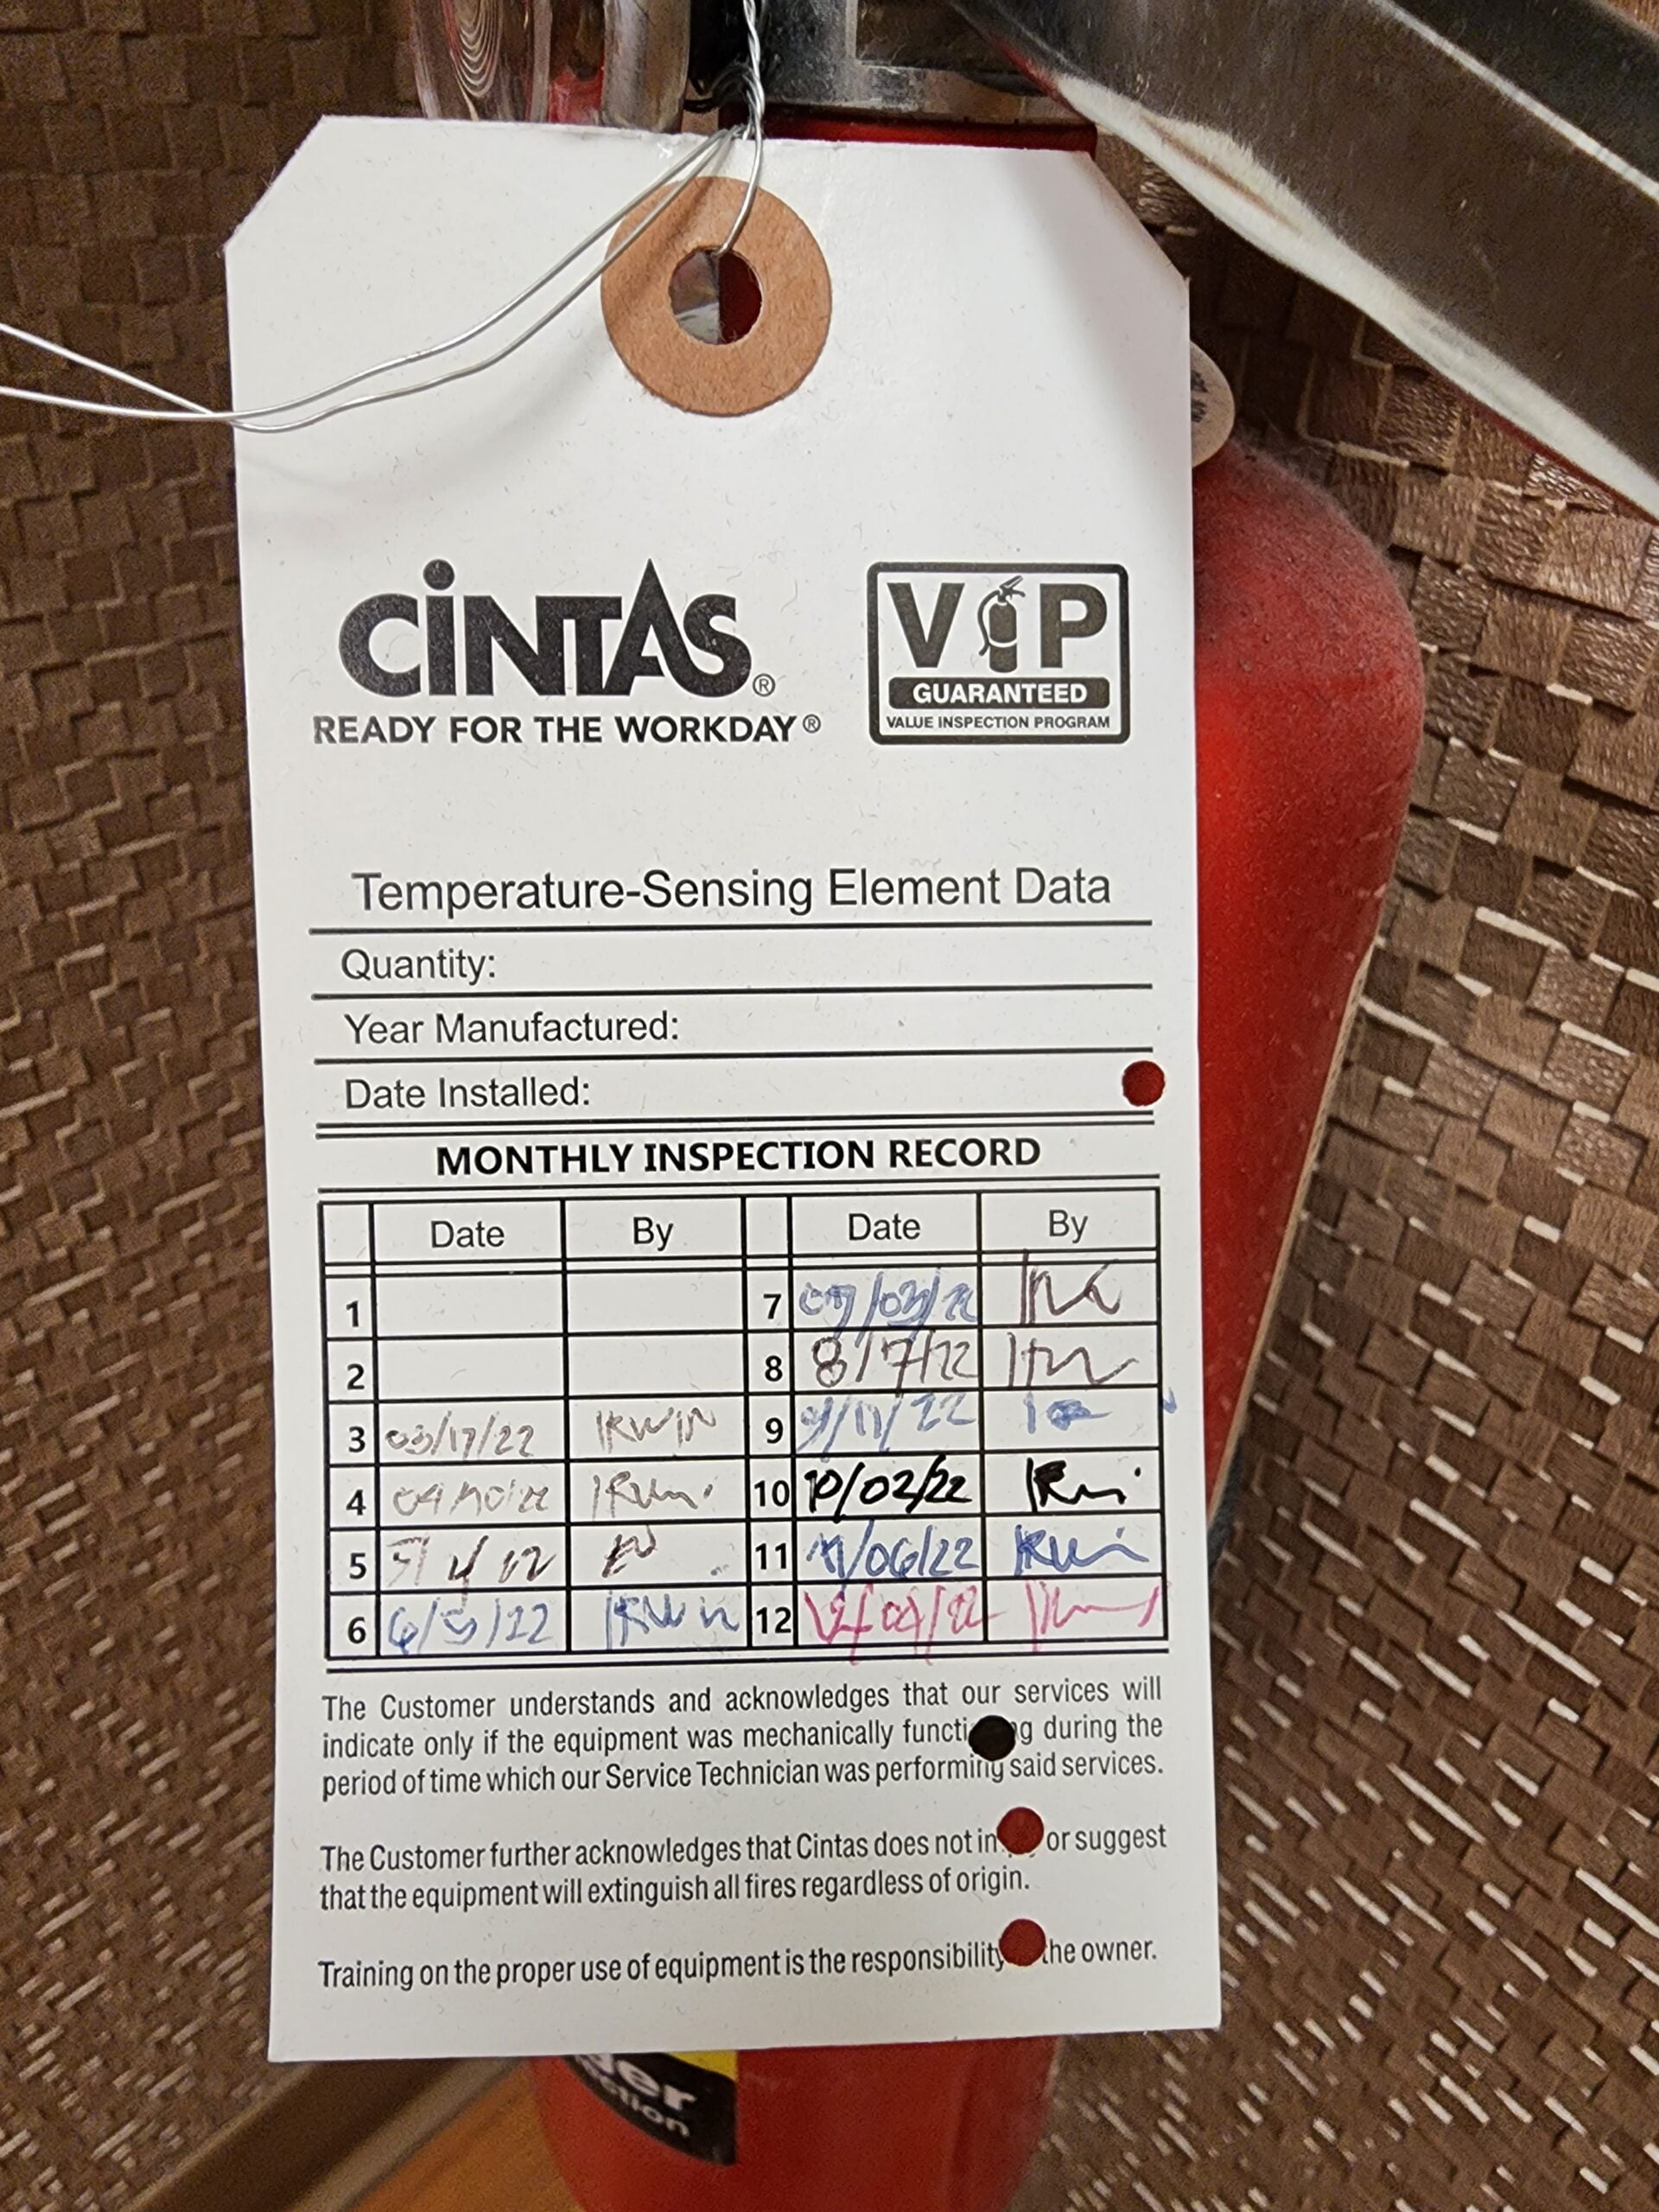 CiNTAS®
READY FOR THE WORKDAY®
ViP
GUARANTEED
VALUE INSPECTION PROGRAM
Temperature-Sensing Element Data
Quantity:
Year Manufactured:
Date Installed:
MONTHLY INSPECTION RECORD
Date By Date By
1 7
2 8 8/7/22
3 03/17/22 IRWIN 9 9/11/22
4 10 10/02/22
5 11 11/06/22
6 12
The Customer understands and acknowledges that our services will
indicate only if the equipment was mechanically during the
period of time which our Service Technician was performing said services.
The Customer further acknowledges that Cintas does not or suggest
that the equipment will extinguish all fires regardless of origin.
Training on the proper use of equipment is the responsibility the owner.